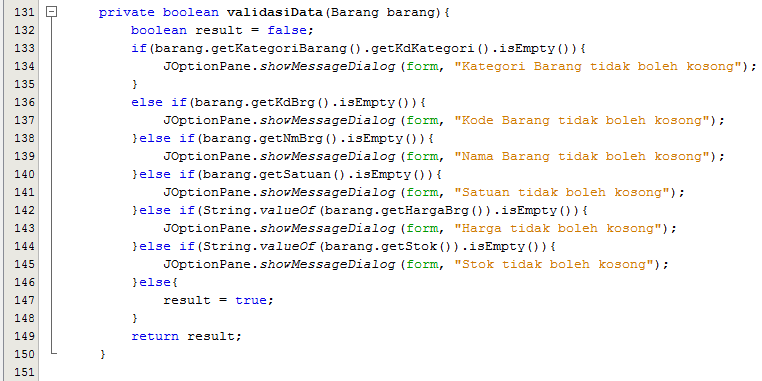 131 private boolean validasiData(Barang barang){
132 boolean result = false;
133 if(barang.getKategoriBarang().getKdKategori().isEmpty()){
134 JOptionPane.showMessageDialog(form, "Kategori Barang tidak boleh kosong");
135 }
136 else if(barang.getKdBrg().isEmpty()){
137 JOptionPane.showMessageDialog(form, "Kode Barang tidak boleh kosong");
138 }else if(barang.getNmBrg().isEmpty()){
139 JOptionPane.showMessageDialog(form, "Nama Barang tidak boleh kosong");
140 }else if(barang.getSatuan().isEmpty()){
141 JOptionPane.showMessageDialog(form, "Satuan tidak boleh kosong");
142 }else if(String.valueOf(barang.getHargaBrg()).isEmpty()){
143 JOptionPane.showMessageDialog(form, "Harga tidak boleh kosong");
144 }else if(String.valueOf(barang.getStok()).isEmpty()){
145 JOptionPane.showMessageDialog(form, "Stok tidak boleh kosong");
146 }else{
147 result = true;
148 }
149 return result;
150 }
151